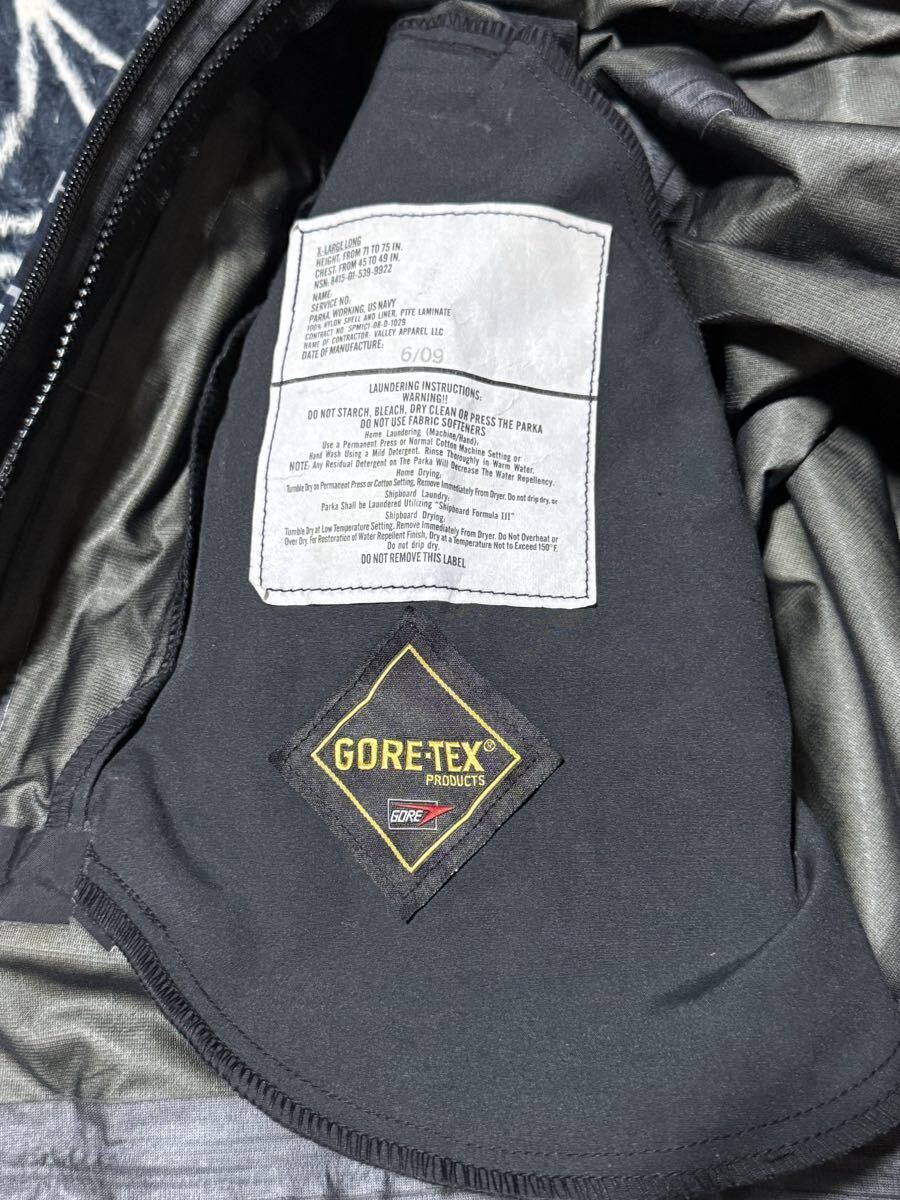 X-LARGE LONG
HEIGHT: FROM 71 TO 75 IN.
CHEST: FROM 45 TO 49 IN.
NSN: 8415-01-539-9922
NAME:
SERVICE NO.
PARKA, WORKING, US NAVY
100% NYLON SHELL AND LINER, PTFE LAMINATE
CONTRACT NO. SPM1C1-08-D-1029
NAME OF CONTRACTOR: VALLEY APPAREL LLC
DATE OF MANUFACTURE: 6/09
LAUNDERING INSTRUCTIONS:
WARNING!!
DO NOT STARCH, BLEACH, DRY CLEAN OR PRESS THE PARKA
DO NOT USE FABRIC SOFTENERS
Home Laundering (Machine/Hand),
Use a Permanent Press or Normal Cotton Machine Setting or
Hand Wash Using a Mild Detergent. Rinse Thoroughly in Warm Water.
NOTE: Any Residual Detergent on The Parka Will Decrease The Water Repellency.
Home Drying:
Tumble Dry on Permanent Press or Cotton Setting. Remove Immediately From Dryer. Do not drip dry. or
Shipboard Laundry:
Parka Shall be Laundered Utilizing "Shipboard Formula III"
Shipboard Drying:
Tumble Dry at Low Temperature Setting. Remove Immediately From Dryer. Do Not Overheat or
Over Dry. For Restoration of Water Repellent Finish, Dry at a Temperature Not to Exceed 150°F.
Do not drip dry.
DO NOT REMOVE THIS LABEL
GORE-TEX®
PRODUCTS
GORE